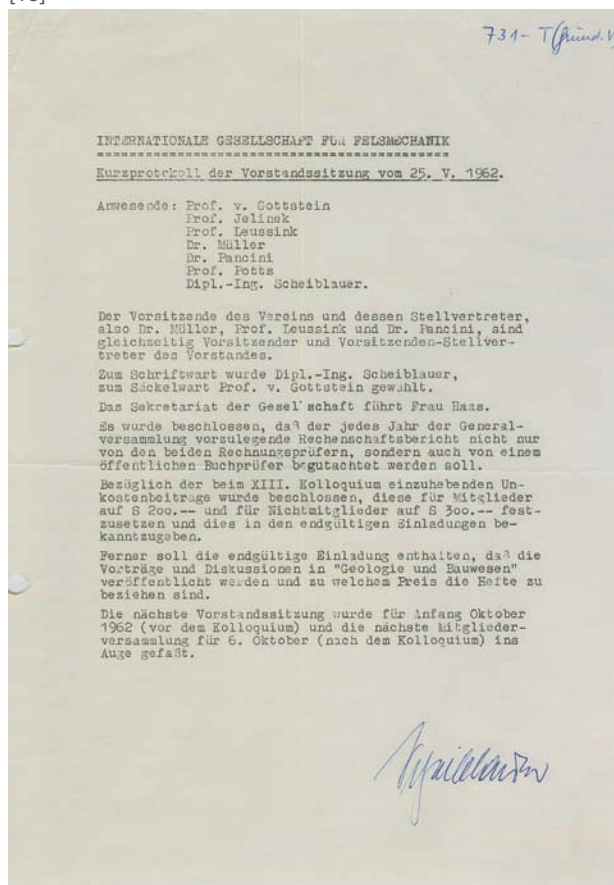 731- T (Gründ. V
INTERNATIONALE GESELLSCHAFT FÜR FELSMECHANIK
================================================
Kurzprotokoll der Vorstandssitzung vom 25. V. 1962.
Anwesende: Prof. v. Gottstein
Prof. Jelinek
Prof. Leussink
Dr. Müller
Dr. Pancini
Prof. Potts
Dipl.-Ing. Scheiblauer.
Der Vorsitzende des Vereins und dessen Stellvertreter,
also Dr. Müller, Prof. Leussink und Dr. Pancini, sind
gleichzeitig Vorsitzender und Vorsitzenden-Stellver-
treter des Vorstandes.
Zum Schriftwart wurde Dipl.-Ing. Scheiblauer,
zum Säckelwart Prof. v. Gottstein gewählt.
Das Sekretariat der Gesellschaft führt Frau Haas.
Es wurde beschlossen, daß der jedes Jahr der General-
versammlung vorzulegende Rechenschaftsbericht nicht nur
von den beiden Rechnungsprüfern, sondern auch von einem
öffentlichen Buchprüfer begutachtet werden soll.
Bezüglich der beim XIII. Kolloquium einzuhebenden Un-
kostenbeiträge wurde beschlossen, diese für Mitglieder
auf S 200.-- und für Nichtmitglieder auf S 300.-- fest-
zusetzen und dies in den endgültigen Einladungen be-
kanntzugeben.
Ferner soll die endgültige Einladung enthalten, daß die
Vorträge und Diskussionen in "Geologie und Bauwesen"
veröffentlicht werden und zu welchem Preis die Hefte zu
beziehen sind.
Die nächste Vorstandssitzung wurde für Anfang Oktober
1962 (vor dem Kolloquium) und die nächste Mitglieder-
versammlung für 6. Oktober (nach dem Kolloquium) ins
Auge gefaßt.